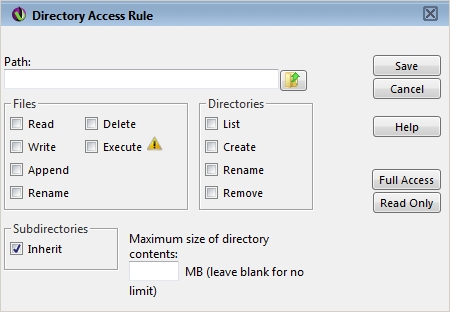 Directory Access Rule
Path:
Save
Cancel
Files
Directories
Read
Delete
List
Write
Execute
Create
Help
Append
Rename
Rename
Remove
Full Access
Read Only
Subdirectories
Inherit
Maximum size of directory
contents:
MB (leave blank for no
limit)